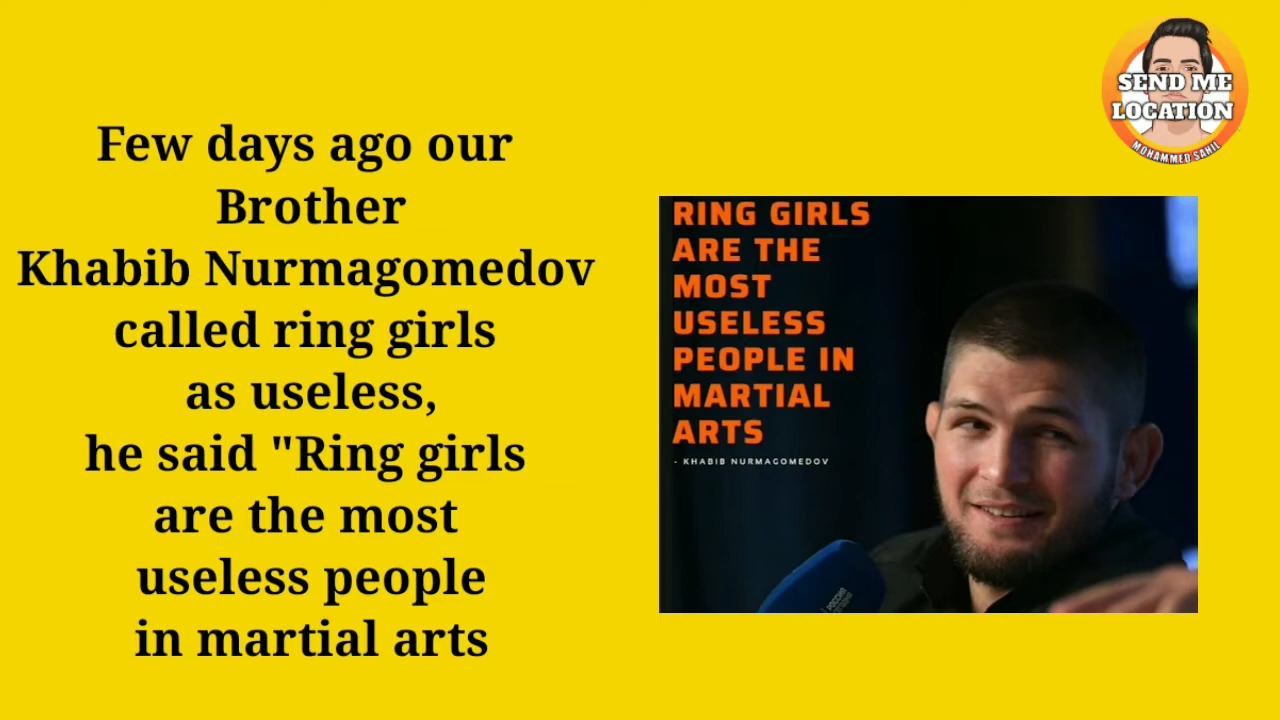 Few days ago our
Brother
Khabib Nurmagomedov
called ring girls
as useless,
he said "Ring girls
are the most
useless people
in martial arts
SEND ME
LOCATION
MOHAMMED SAHIL
RING GIRLS
ARE THE
MOST
USELESS
PEOPLE IN
MARTIAL
ARTS
- KHABIB NURMAGOMEDOV